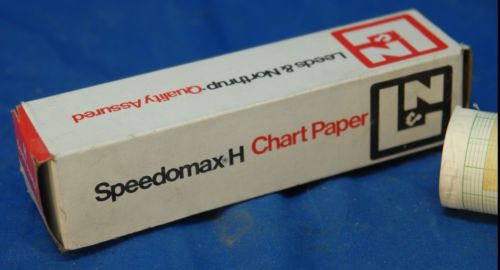 Leeds & Northrup·Quality Assured
L&N
Speedomax®H Chart Paper
L&N